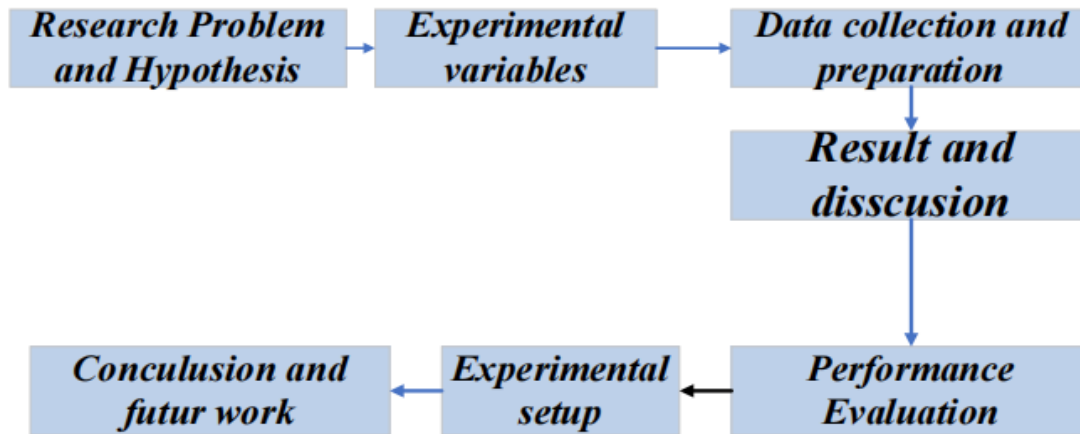 Research Problem
and Hypothesis
Experimental
variables
Data collection and
preparation
Result and
disscusion
Performance
Evaluation
Experimental
setup
Conculusion and
futur work